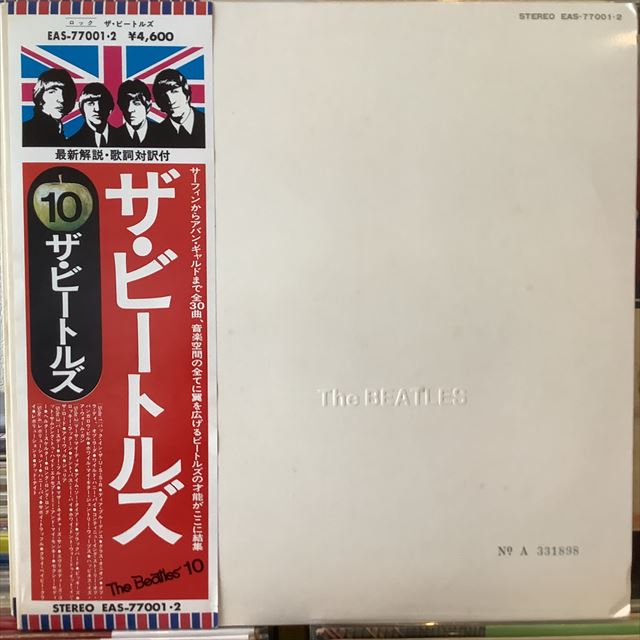 ロック ザ・ビートルズ
EAS-77001・2 ¥4,600
最新解説・歌詞対訳付
10
ザ・ビートルズ
ザ・ビートルズ
サーフィンからアバン・ギャルドまで全30曲、音楽空間の全てに翼を広げるビートルズの才能がここに結集
The Beatles 10
STEREO EAS-77001・2
STEREO EAS-77001・2
The BEATLES
Nº A 331898